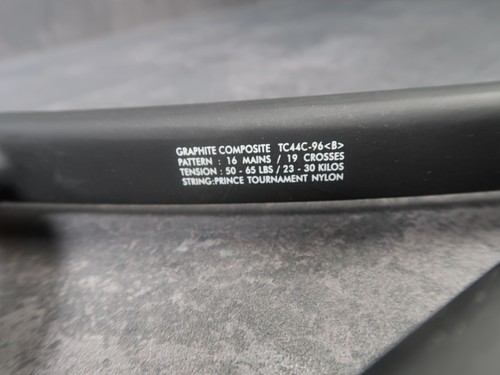 GRAPHITE COMPOSITE TC44C-96<B>
PATTERN : 16 MAINS / 19 CROSSES
TENSION : 50 - 65 LBS / 23 - 30 KILOS
STRING:PRINCE TOURNAMENT NYLON